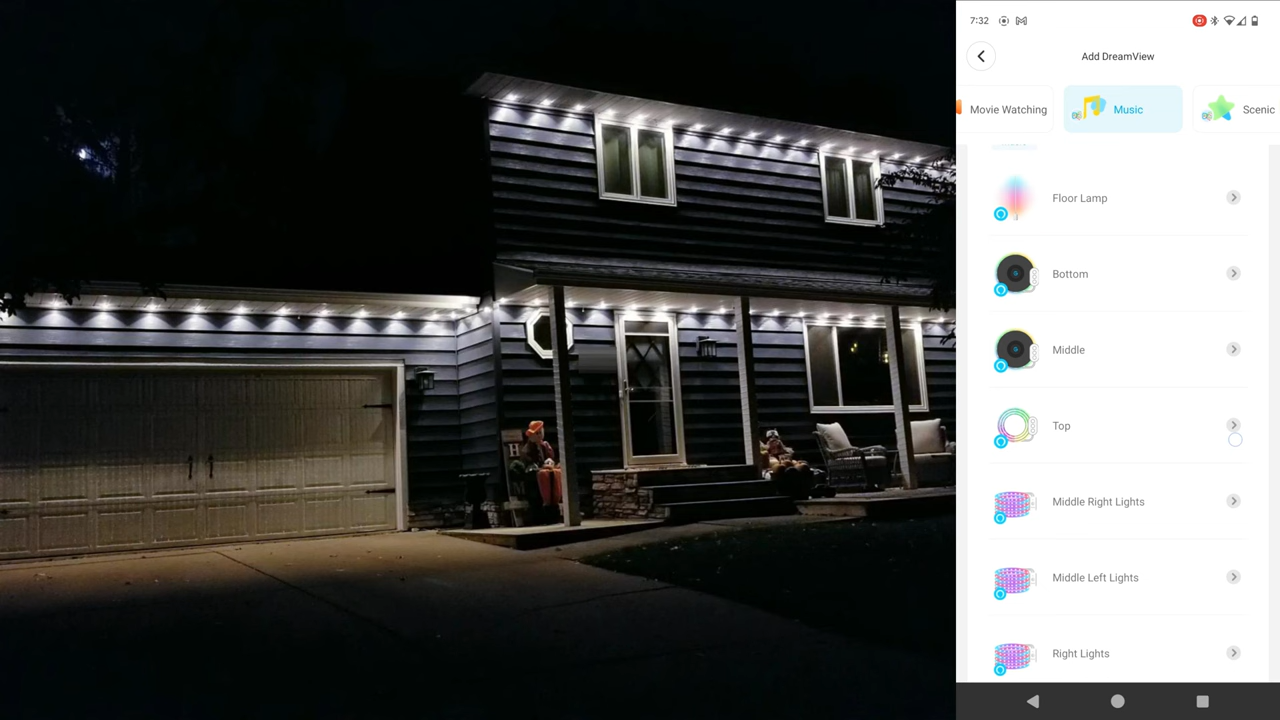 7:32
Add DreamView
Movie Watching
Music
Scenic
Floor Lamp
Bottom
Middle
Top
Middle Right Lights
Middle Left Lights
Right Lights
H